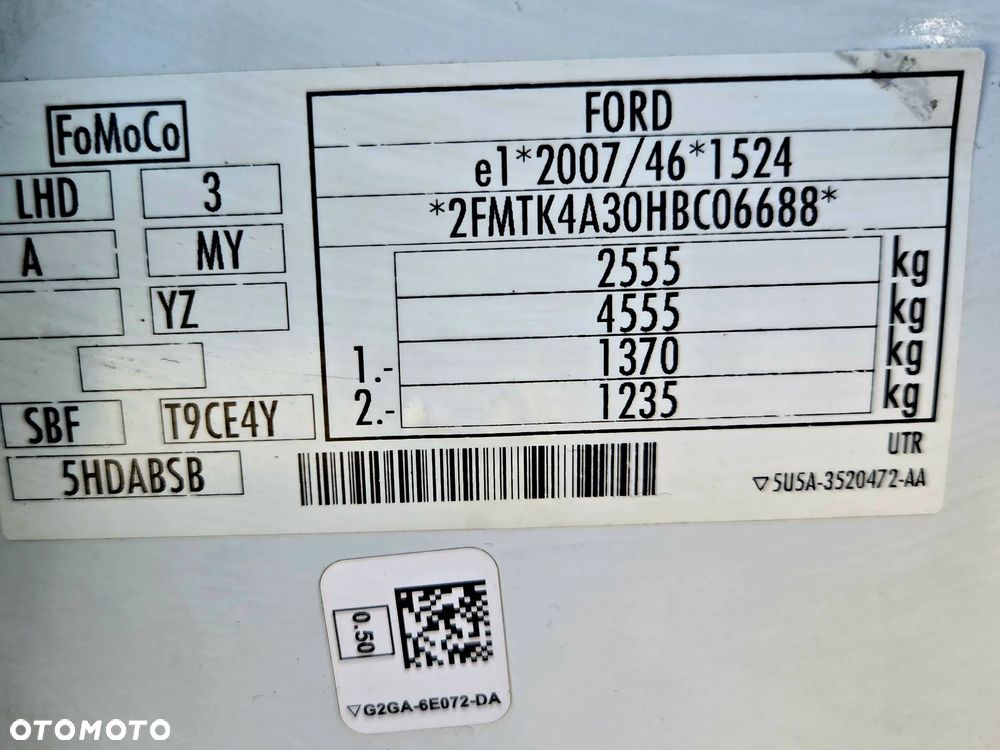 FoMoCo
LHD 3
A MY
YZ
SBF T9CE4Y
5HDABSB
FORD
e1*2007/46*1524
*2FMTK4A30HBC06688*
2555 kg
4555 kg
1.- 1370 kg
2.- 1235 kg
UTR
▽5U5A-3520472-AA
0.50
▽G2GA-6E072-DA
OTOMOTO